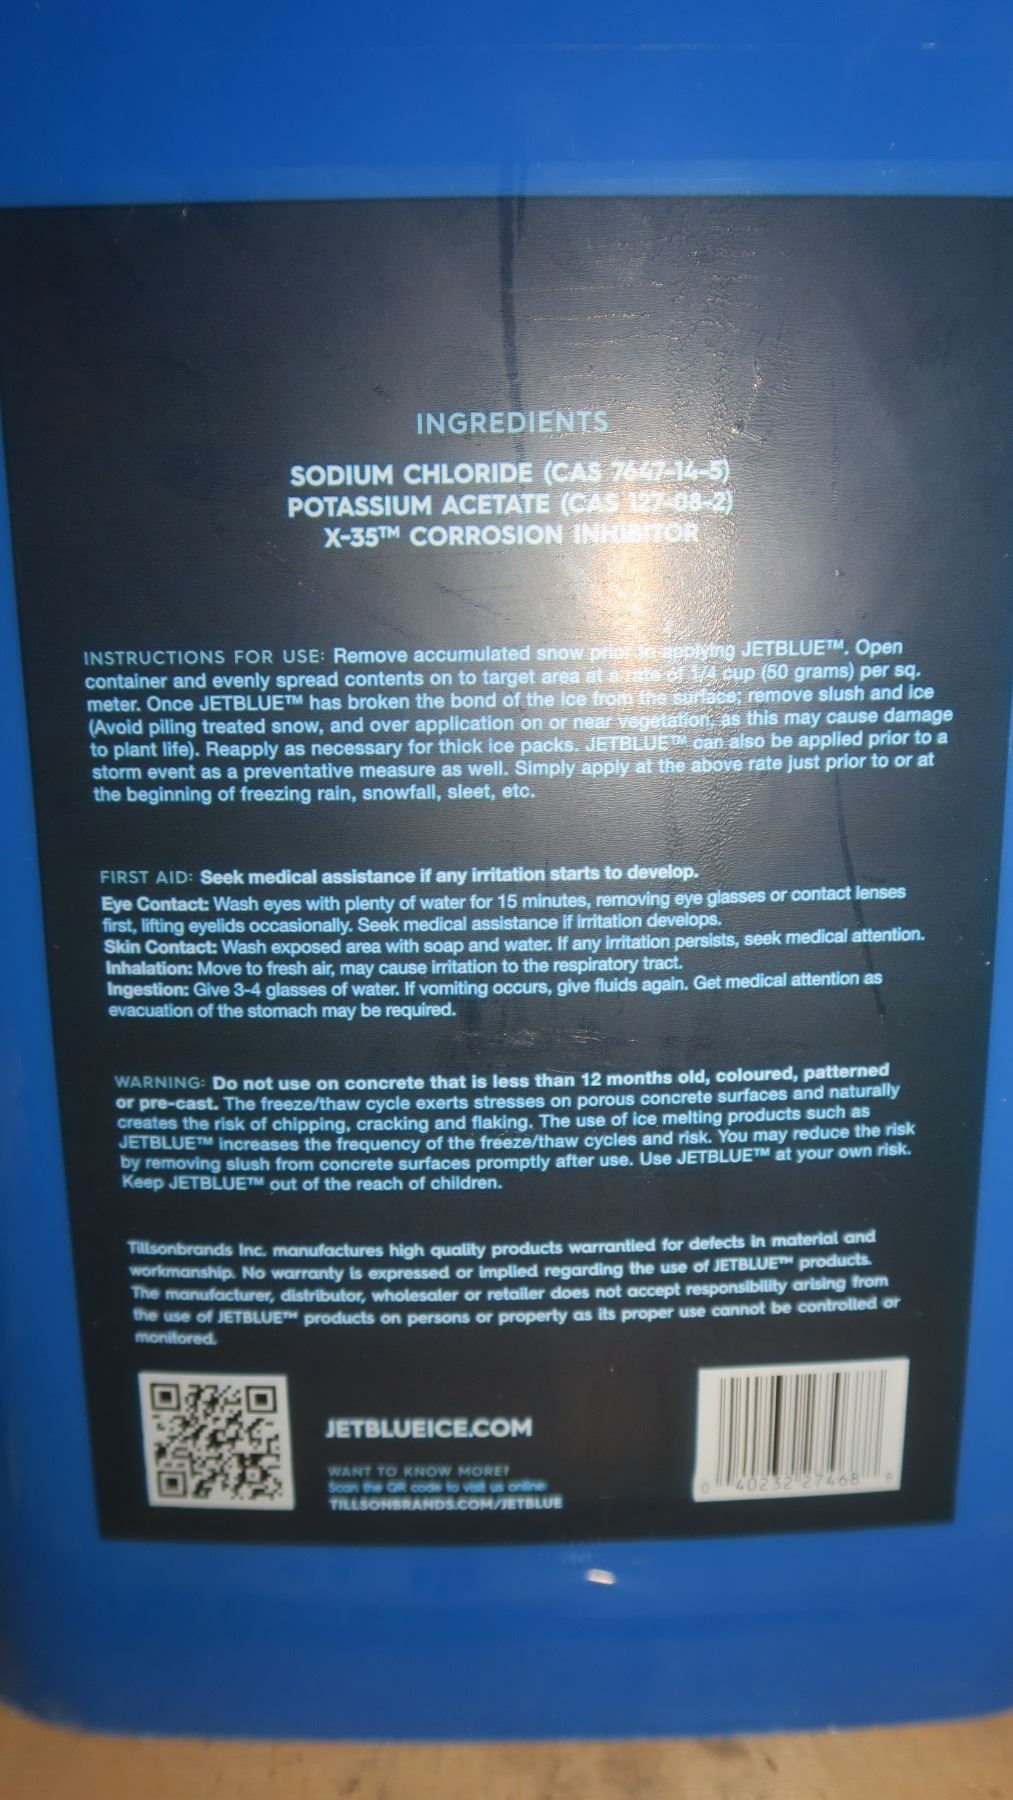 INGREDIENTS
SODIUM CHLORIDE (CAS 7647-14-5)
POTASSIUM ACETATE (CAS 127-08-2)
X-35™ CORROSION INHIBITOR
INSTRUCTIONS FOR USE: Remove accumulated snow prior to applying JETBLUE™. Open
container and evenly spread contents on to target area at a rate of 1/4 cup (50 grams) per sq.
meter. Once JETBLUE™ has broken the bond of the ice from the surface; remove slush and ice
(Avoid piling treated snow, and over application on or near vegetation, as this may cause damage
to plant life). Reapply as necessary for thick ice packs. JETBLUE™ can also be applied prior to a
storm event as a preventative measure as well. Simply apply at the above rate just prior to or at
the beginning of freezing rain, snowfall, sleet, etc.
FIRST AID: Seek medical assistance if any irritation starts to develop.
Eye Contact: Wash eyes with plenty of water for 15 minutes, removing eye glasses or contact lenses
first, lifting eyelids occasionally. Seek medical assistance if irritation develops.
Skin Contact: Wash exposed area with soap and water. If any irritation persists, seek medical attention.
Inhalation: Move to fresh air, may cause irritation to the respiratory tract.
Ingestion: Give 3-4 glasses of water. If vomiting occurs, give fluids again. Get medical attention as
evacuation of the stomach may be required.
WARNING: Do not use on concrete that is less than 12 months old, coloured, patterned
or pre-cast. The freeze/thaw cycle exerts stresses on porous concrete surfaces and naturally
creates the risk of chipping, cracking and flaking. The use of ice melting products such as
JETBLUE™ increases the frequency of the freeze/thaw cycles and risk. You may reduce the risk
by removing slush from concrete surfaces promptly after use. Use JETBLUE™ at your own risk.
Keep JETBLUE™ out of the reach of children.
Tillsonbrands Inc. manufactures high quality products warrantied for defects in material and
workmanship. No warranty is expressed or implied regarding the use of JETBLUE™ products.
The manufacturer, distributor, wholesaler or retailer does not accept responsibility arising from
the use of JETBLUE™ products on persons or property as its proper use cannot be controlled or
monitored.
JETBLUEICE.COM
WANT TO KNOW MORE?
Scan the QR code to visit us online:
TILLSONBRANDS.COM/JETBLUE
0 40232 27468 8